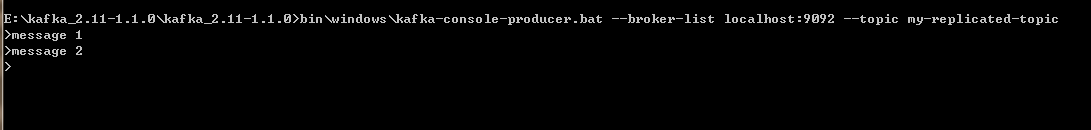 E:\kafka_2.11-1.1.0\kafka_2.11-1.1.0>bin\windows\kafka-console-producer.bat --broker-list localhost:9092 --topic my-replicated-topic
>message 1
>message 2
>